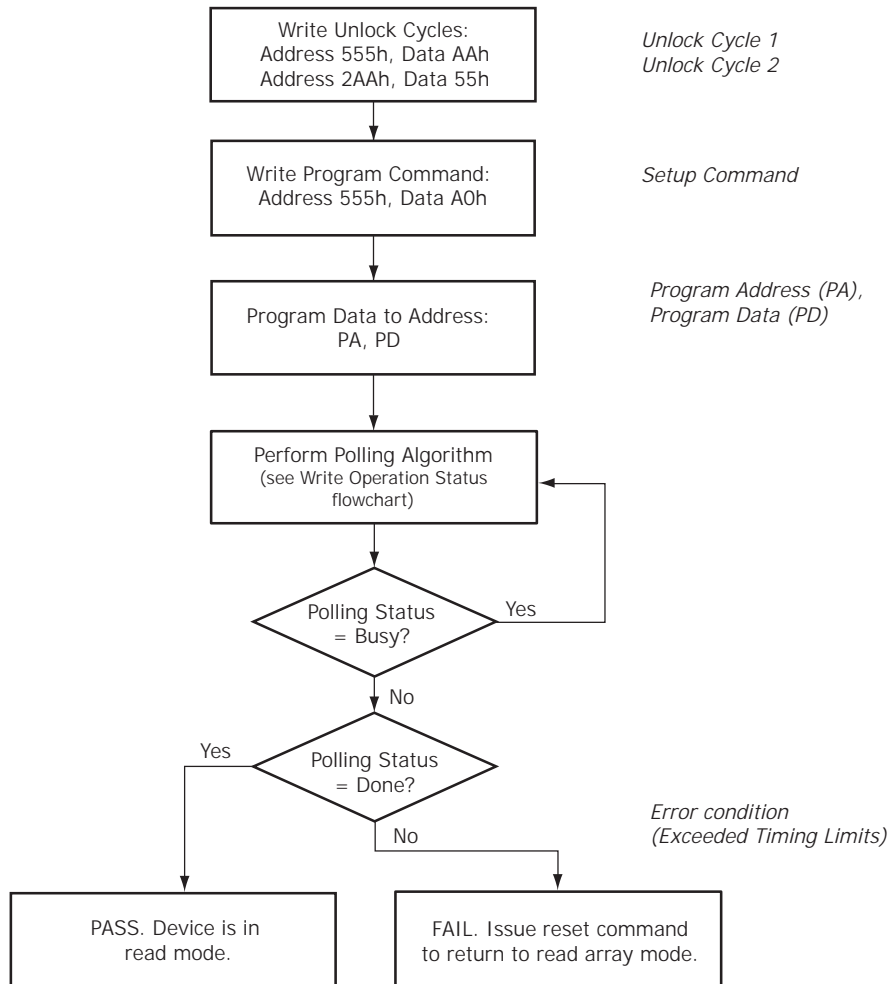 Write Unlock Cycles:
Address 555h, Data AAh
Address 2AAh, Data 55h
Unlock Cycle 1
Unlock Cycle 2
Write Program Command:
Address 555h, Data A0h
Setup Command
Program Data to Address:
PA, PD
Program Address (PA),
Program Data (PD)
Perform Polling Algorithm
(see Write Operation Status
flowchart)
Polling Status
= Busy?
Yes
No
Polling Status
= Done?
Yes
No
Error condition
(Exceeded Timing Limits)
PASS. Device is in
read mode.
FAIL. Issue reset command
to return to read array mode.